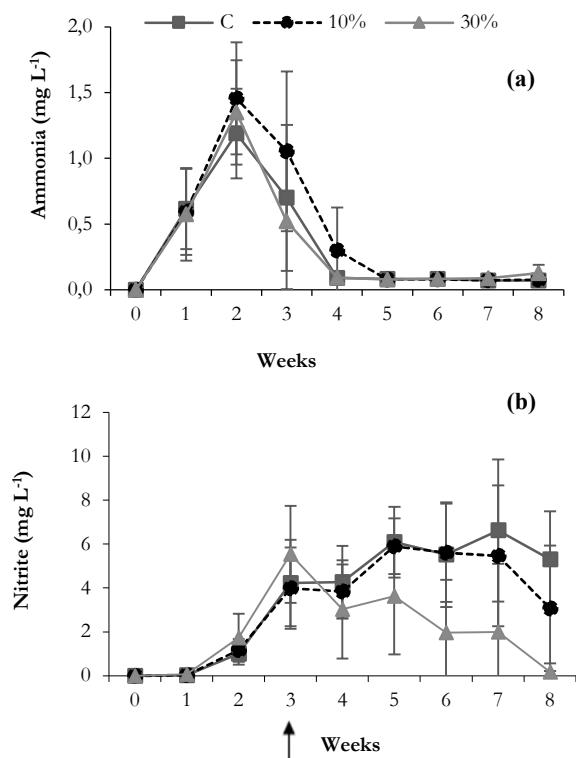 C 10% 30%
(a)
Ammonia (mg L⁻¹)
2,0
1,5
1,0
0,5
0,0
0 1 2 3 4 5 6 7 8
Weeks
(b)
Nitrite (mg L⁻¹)
12
10
8
6
4
2
0
0 1 2 3 4 5 6 7 8
Weeks